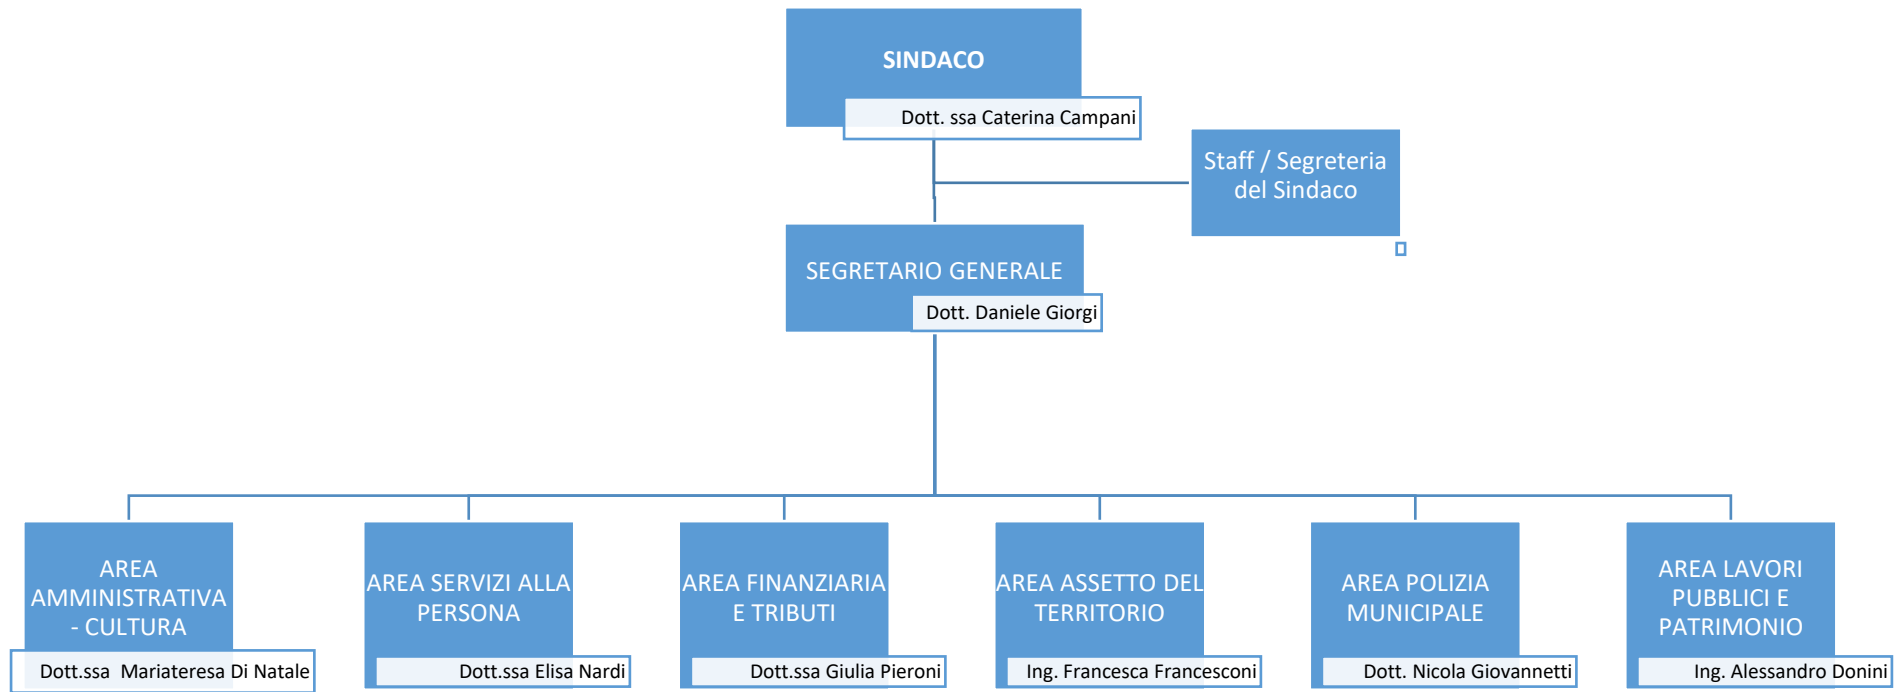 SINDACO
Dott. ssa Caterina Campani
Staff / Segreteria
del Sindaco
SEGRETARIO GENERALE
Dott. Daniele Giorgi
AREA
AMMINISTRATIVA
- CULTURA
Dott.ssa  Mariateresa Di Natale
AREA SERVIZI ALLA
PERSONA
Dott.ssa Elisa Nardi
AREA FINANZIARIA
E TRIBUTI
Dott.ssa Giulia Pieroni
AREA ASSETTO DEL
TERRITORIO
Ing. Francesca Francesconi
AREA POLIZIA
MUNICIPALE
Dott. Nicola Giovannetti
AREA LAVORI
PUBBLICI E
PATRIMONIO
Ing. Alessandro Donini